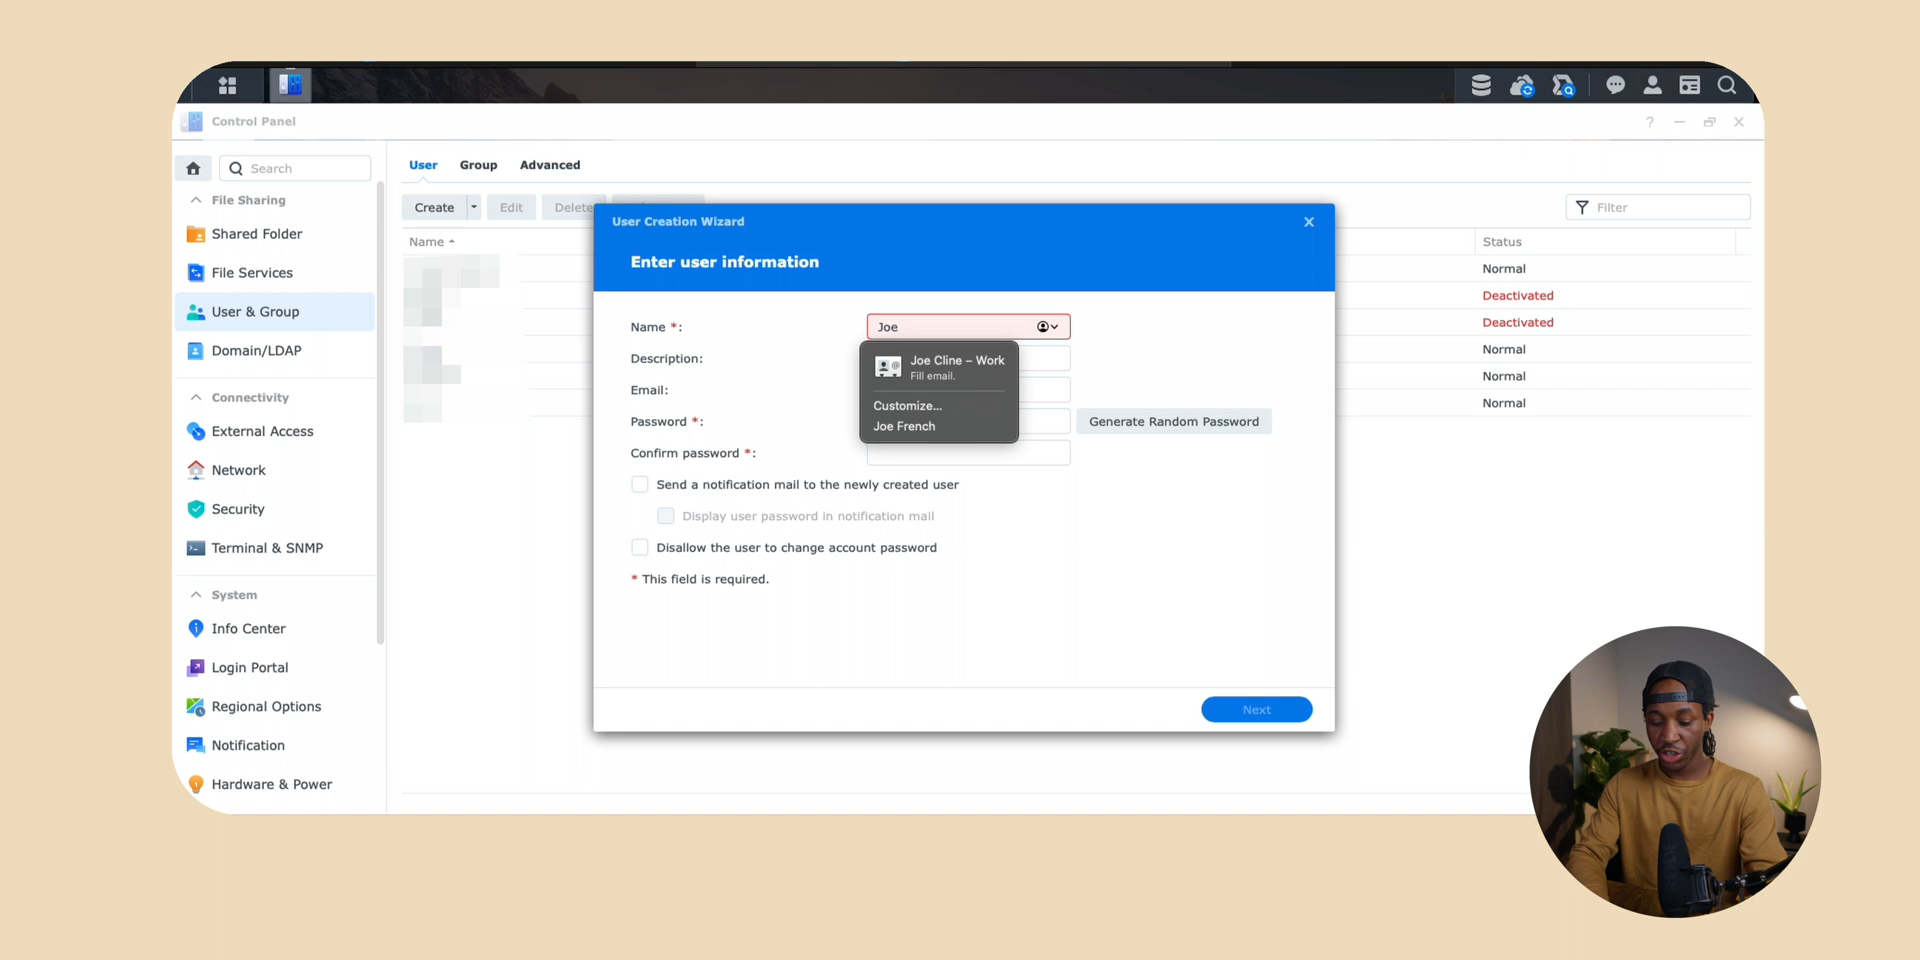 Control Panel
Search
File Sharing
Shared Folder
File Services
User & Group
Domain/LDAP
Connectivity
External Access
Network
Security
Terminal & SNMP
System
Info Center
Login Portal
Regional Options
Notification
Hardware & Power
User Group Advanced
Create Edit Delete
Filter
Name
Status
Normal
Deactivated
Deactivated
Normal
Normal
Normal
User Creation Wizard
Enter user information
Name *: Joe
Description:
Email:
Password *: Generate Random Password
Confirm password *:
Joe Cline – Work
Fill email.
Customize...
Joe French
Send a notification mail to the newly created user
Display user password in notification mail
Disallow the user to change account password
* This field is required.
Next